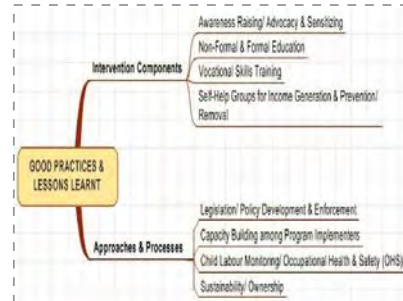 Awareness Raising/ Advocacy & Sensitizing
Non-Formal & Formal Education
Intervention Components
Vocational Skills Training
Self-Help Groups for Income Generation & Prevention/
Removal
GOOD PRACTICES &
LESSONS LEARNT
Legislation/ Policy Development & Enforcement
Capacity Building among Program Implementers
Approaches & Processes
Child Labour Monitoring/ Occupational Health & Safety (OHS)
Sustainability/ Ownership